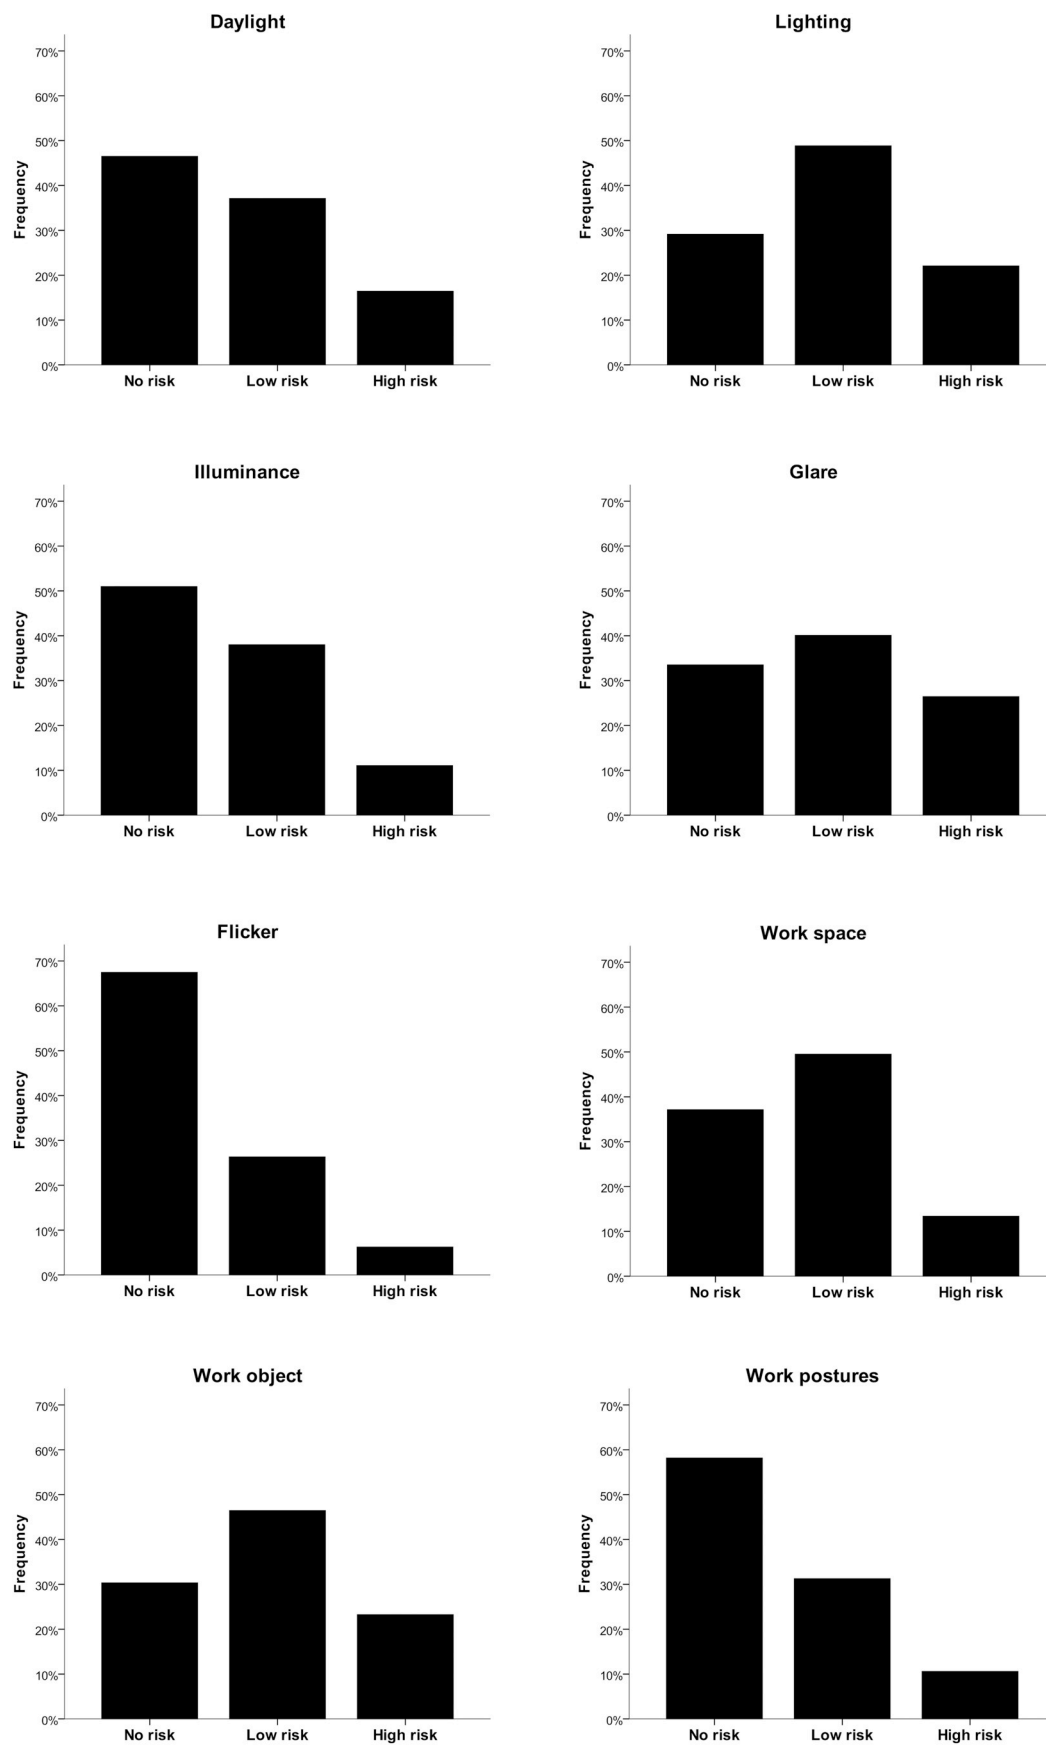 Daylight
Frequency
70%
60%
50%
40%
30%
20%
10%
0%
No risk Low risk High risk
Lighting
Frequency
70%
60%
50%
40%
30%
20%
10%
0%
No risk Low risk High risk
Illuminance
Frequency
70%
60%
50%
40%
30%
20%
10%
0%
No risk Low risk High risk
Glare
Frequency
70%
60%
50%
40%
30%
20%
10%
0%
No risk Low risk High risk
Flicker
Frequency
70%
60%
50%
40%
30%
20%
10%
0%
No risk Low risk High risk
Work space
Frequency
70%
60%
50%
40%
30%
20%
10%
0%
No risk Low risk High risk
Work object
Frequency
70%
60%
50%
40%
30%
20%
10%
0%
No risk Low risk High risk
Work postures
Frequency
70%
60%
50%
40%
30%
20%
10%
0%
No risk Low risk High risk